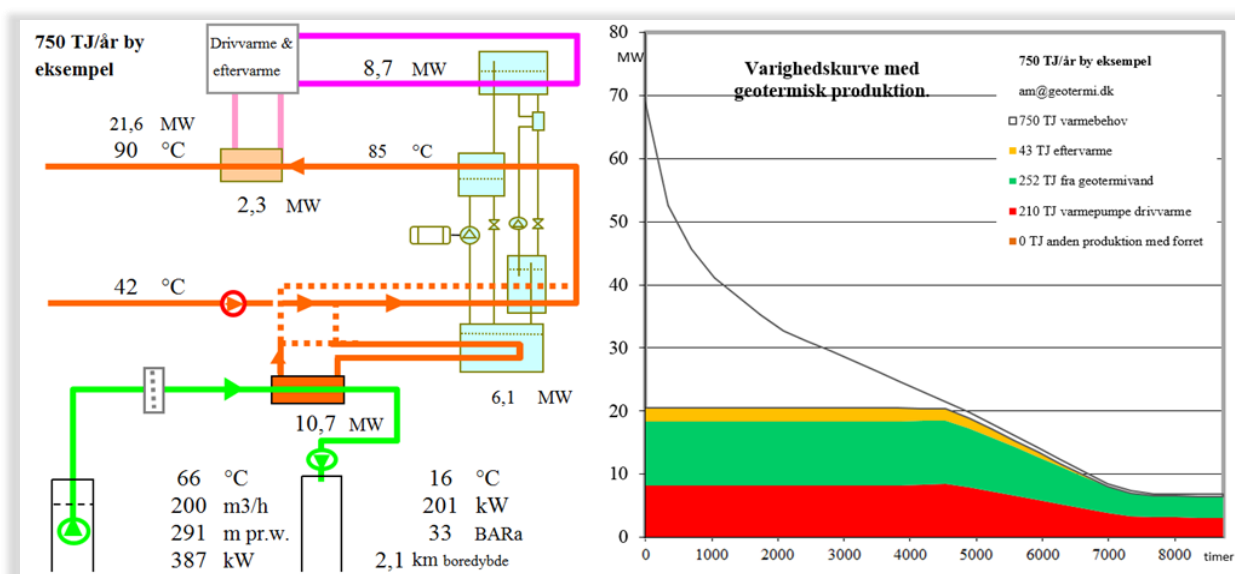 750 TJ/år by
eksempel
Drivvarme &
eftervarme
8,7 MW
21,6 MW
90 °C
85 °C
2,3 MW
42 °C
6,1 MW
10,7 MW
66 °C
200 m3/h
291 m pr.w.
387 kW
16 °C
201 kW
33 BARa
2,1 km boredybde
80
MW
70
60
50
40
30
20
10
0
Varighedskurve med
geotermisk produktion.
750 TJ/år by eksempel
am@geotermi.dk
750 TJ varmebehov
43 TJ eftervarme
252 TJ fra geotermivand
210 TJ varmepumpe drivvarme
0 TJ anden produktion med forret
0 1000 2000 3000 4000 5000 6000 7000 8000 timer